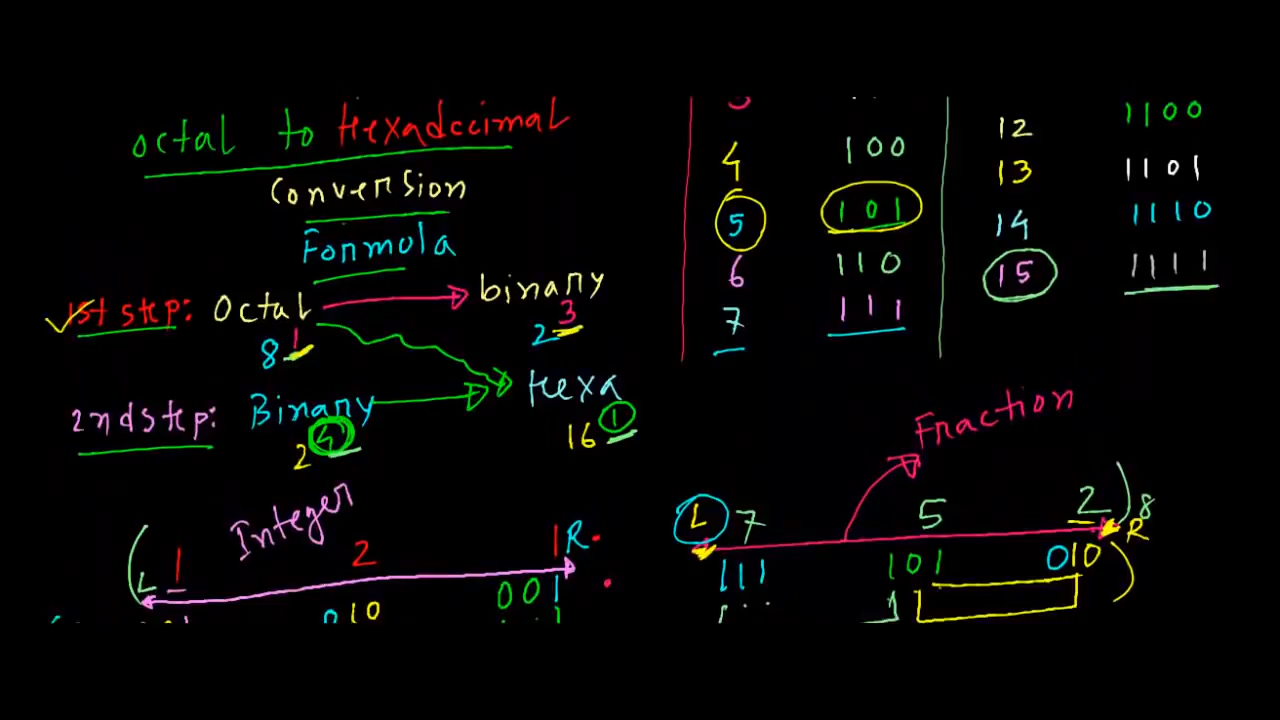 Octal to Hexadecimal
Conversion
Formula
1st step: Octal binary
8 1 2 3
2nd step: Binary Hexa
2 4 16 1
Integer
( L 1 2 1 R .
010 001 .
4 100
5 101
6 110
7 111
12 1100
13 1101
14 1110
15 1111
Fraction
L 7 5 2 ) 8
R
111 101 010 )